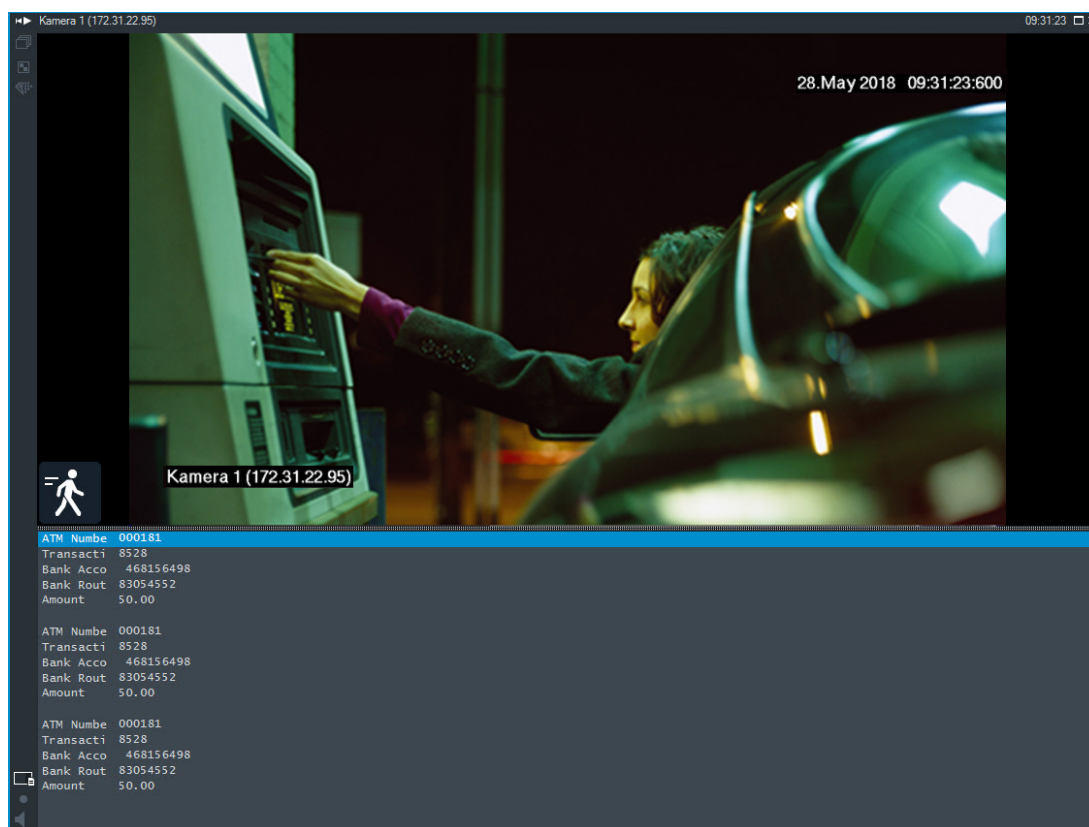 Kamera 1 (172.31.22.95)
09:31:23
28.May 2018 09:31:23:600
Kamera 1 (172.31.22.95)
ATM Numbe 000181
Transacti 8528
Bank Acco 468156498
Bank Rout 83054552
Amount 50.00
ATM Numbe 000181
Transacti 8528
Bank Acco 468156498
Bank Rout 83054552
Amount 50.00
ATM Numbe 000181
Transacti 8528
Bank Acco 468156498
Bank Rout 83054552
Amount 50.00